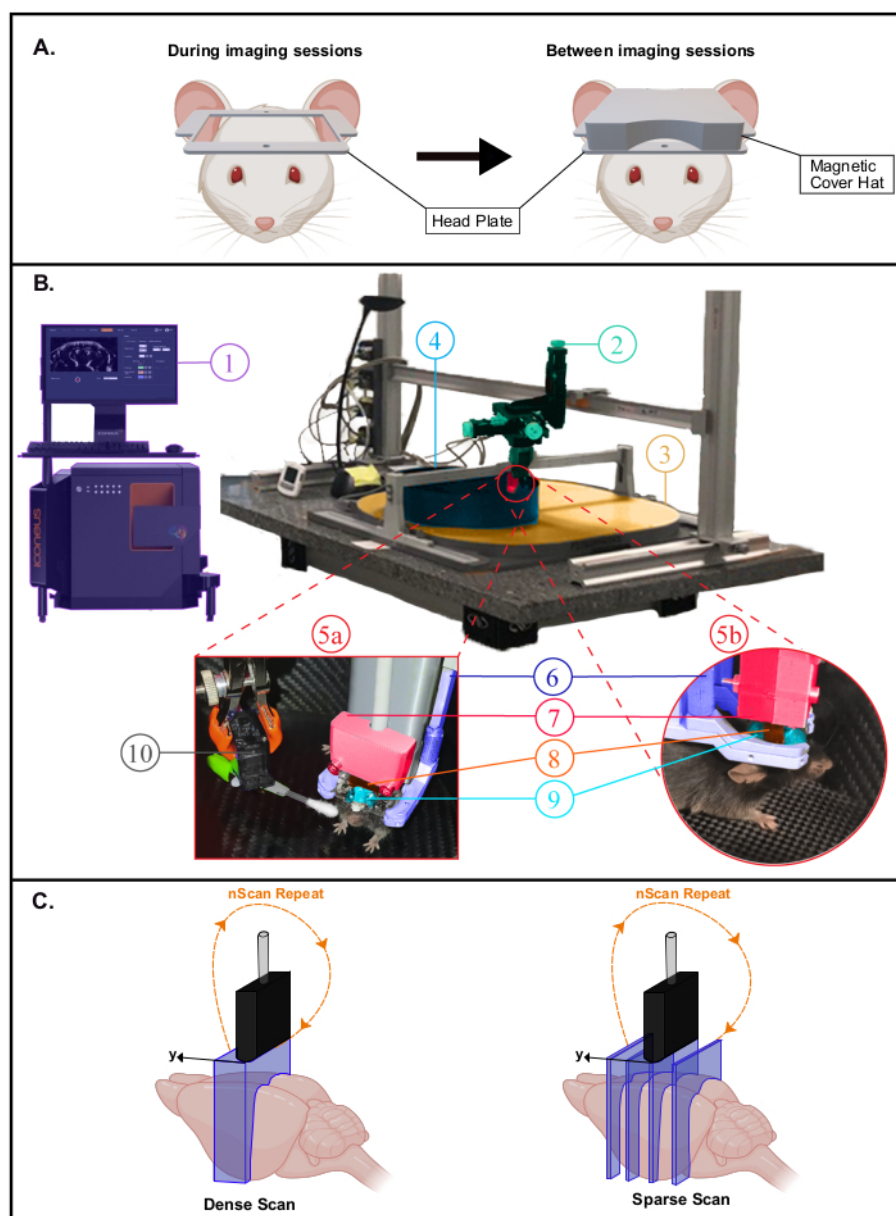 A.
During imaging sessions
Between imaging sessions
Magnetic
Cover Hat
Head Plate
B.
1
2
3
4
ICONEUS
5a
5b
6
7
8
9
10
C.
nScan Repeat
nScan Repeat
y
y
Dense Scan
Sparse Scan